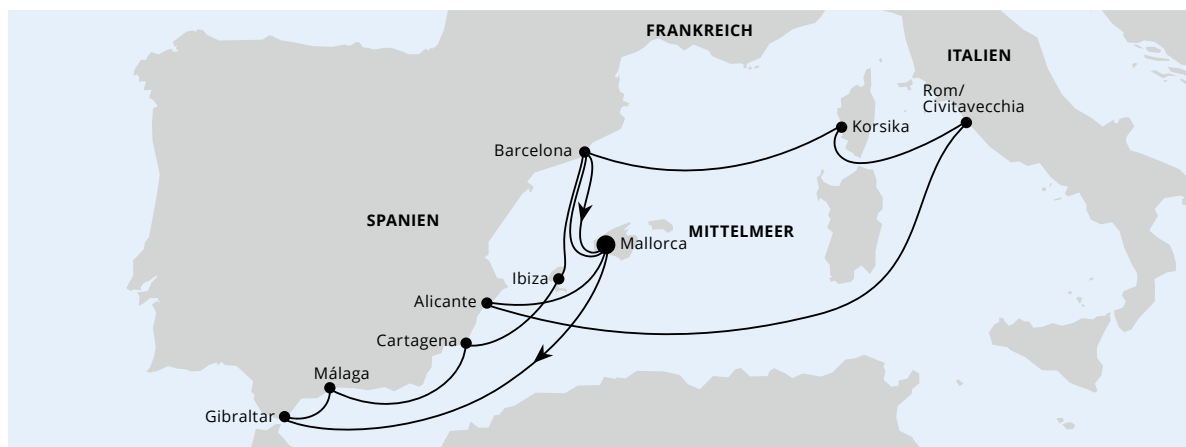 FRANKREICH
ITALIEN
Rom/
Civitavecchia
Korsika
Barcelona
SPANIEN
MITTELMEER
Mallorca
Ibiza
Alicante
Cartagena
Málaga
Gibraltar